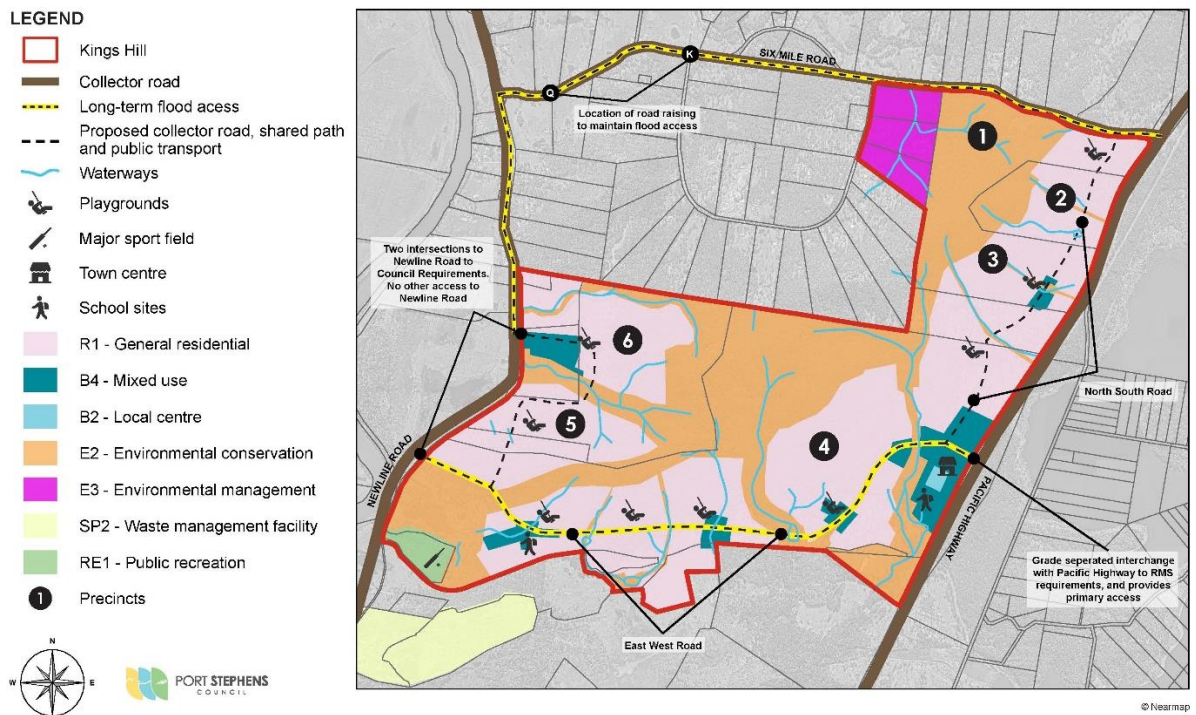 LEGEND
Kings Hill
Collector road
Long-term flood acess
Proposed collector road, shared path
and public transport
Waterways
Playgrounds
Major sport field
Town centre
School sites
R1 - General residential
B4 - Mixed use
B2 - Local centre
E2 - Environmental conservation
E3 - Environmental management
SP2 - Waste management facility
RE1 - Public recreation
1 Precincts
N
W E
S
PORT STEPHENS
COUNCIL
SIX MILE ROAD
K
Q
Location of road raising
to maintain flood access
1
2
3
Two intersections to
Newline Road to
Council Requirements.
No other access to
Newline Road
6
5
4
North South Road
NEWLINE ROAD
PACIFIC HIGHWAY
Grade seperated interchange
with Pacific Highway to RMS
requirements, and provides
primary access
East West Road
© Nearmap